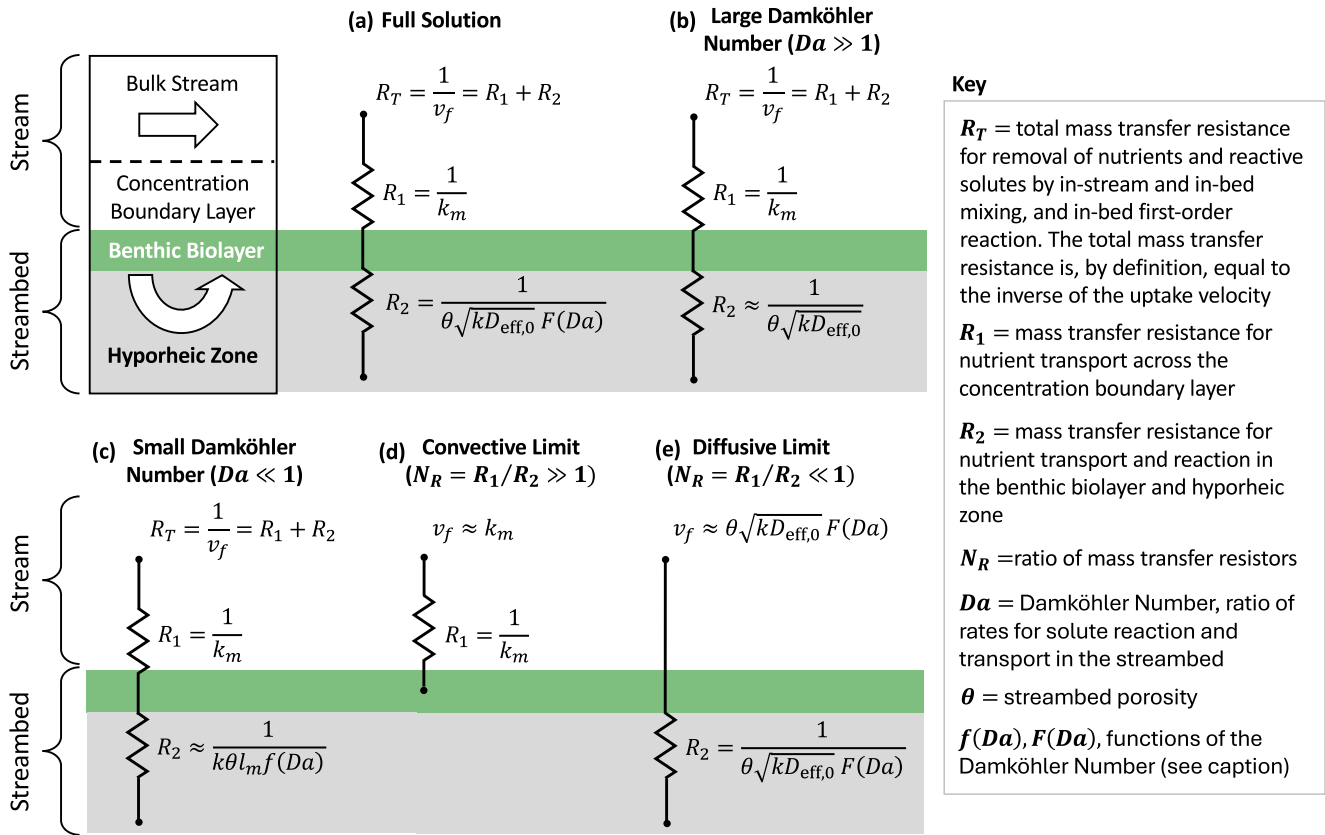 (a) Full Solution
(b) Large Damköhler
Number (Da ≫ 1)
Stream
Streambed
Bulk Stream
Concentration
Boundary Layer
Benthic Biolayer
Hyporheic Zone
R_T = 1/v_f = R_1 + R_2
R_1 = 1/k_m
R_2 = 1/(θ√(kD_eff,0) F(Da))
R_T = 1/v_f = R_1 + R_2
R_1 = 1/k_m
R_2 ≈ 1/(θ√(kD_eff,0))
(c) Small Damköhler
Number (Da ≪ 1)
(d) Convective Limit
(N_R = R_1/R_2 ≫ 1)
(e) Diffusive Limit
(N_R = R_1/R_2 ≪ 1)
Stream
Streambed
R_T = 1/v_f = R_1 + R_2
R_1 = 1/k_m
R_2 ≈ 1/(kθl_m f(Da))
v_f ≈ k_m
R_1 = 1/k_m
v_f ≈ θ√(kD_eff,0) F(Da)
R_2 = 1/(θ√(kD_eff,0) F(Da))
Key
R_T = total mass transfer resistance
for removal of nutrients and reactive
solutes by in-stream and in-bed
mixing, and in-bed first-order
reaction. The total mass transfer
resistance is, by definition, equal to
the inverse of the uptake velocity
R_1 = mass transfer resistance for
nutrient transport across the
concentration boundary layer
R_2 = mass transfer resistance for
nutrient transport and reaction in
the benthic biolayer and hyporheic
zone
N_R =ratio of mass transfer resistors
Da = Damköhler Number, ratio of
rates for solute reaction and
transport in the streambed
θ = streambed porosity
f(Da), F(Da), functions of the
Damköhler Number (see caption)